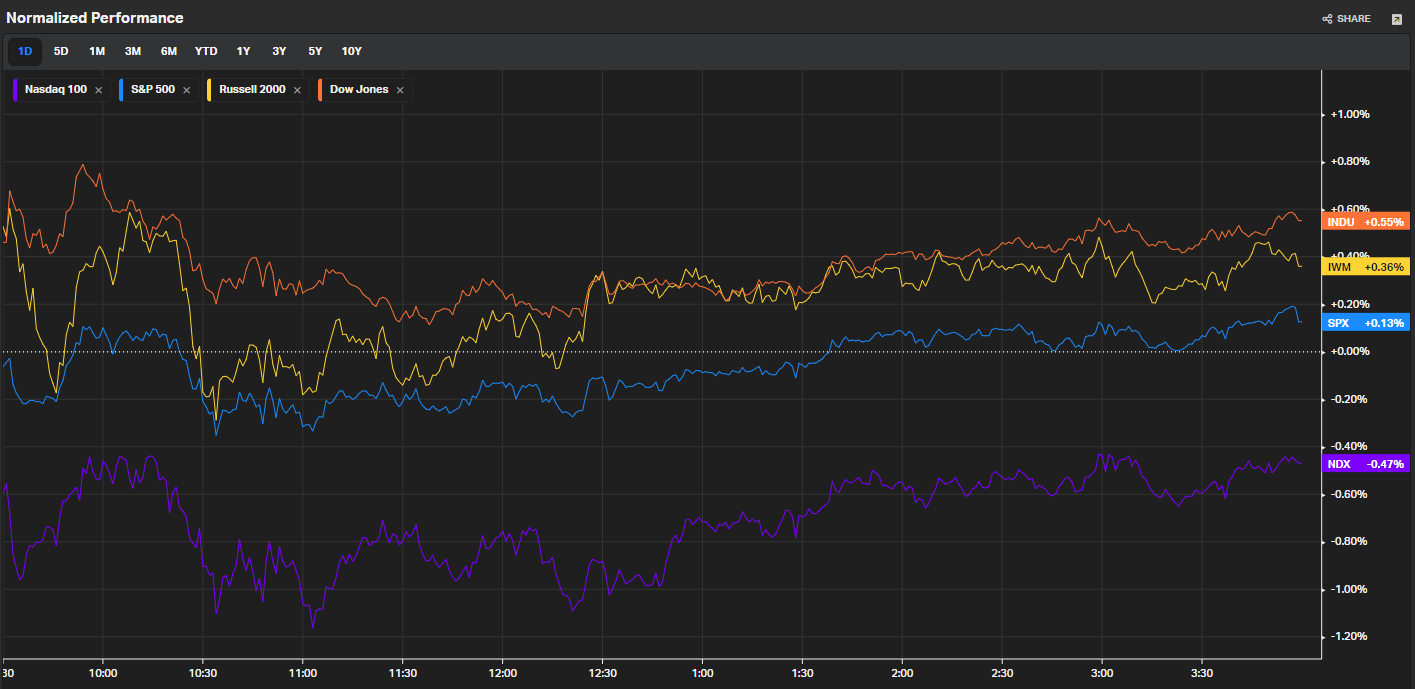 Normalized Performance
SHARE
1D 5D 1M 3M 6M YTD 1Y 3Y 5Y 10Y
Nasdaq 100 × S&P 500 × Russell 2000 × Dow Jones ×
+1.00%
+0.80%
+0.60%
INDU +0.55%
+0.40%
IWM +0.36%
+0.20%
SPX +0.13%
+0.00%
-0.20%
-0.40%
NDX -0.47%
-0.60%
-0.80%
-1.00%
-1.20%
30 10:00 10:30 11:00 11:30 12:00 12:30 1:00 1:30 2:00 2:30 3:00 3:30